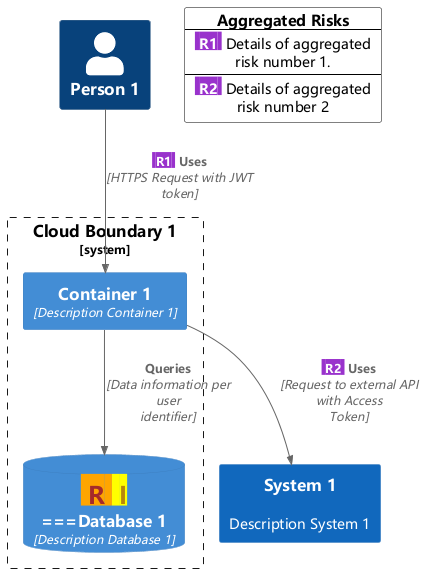 Person 1
Aggregated Risks
R1 Details of aggregated
risk number 1.
R2 Details of aggregated
risk number 2
R1 Uses
[HTTPS Request with JWT
token]
Cloud Boundary 1
[system]
Container 1
[Description Container 1]
Queries
[Data information per
user
identifier]
R2 Uses
[Request to external API
with Access
Token]
R I
===Database 1
[Description Database 1]
System 1
Description System 1